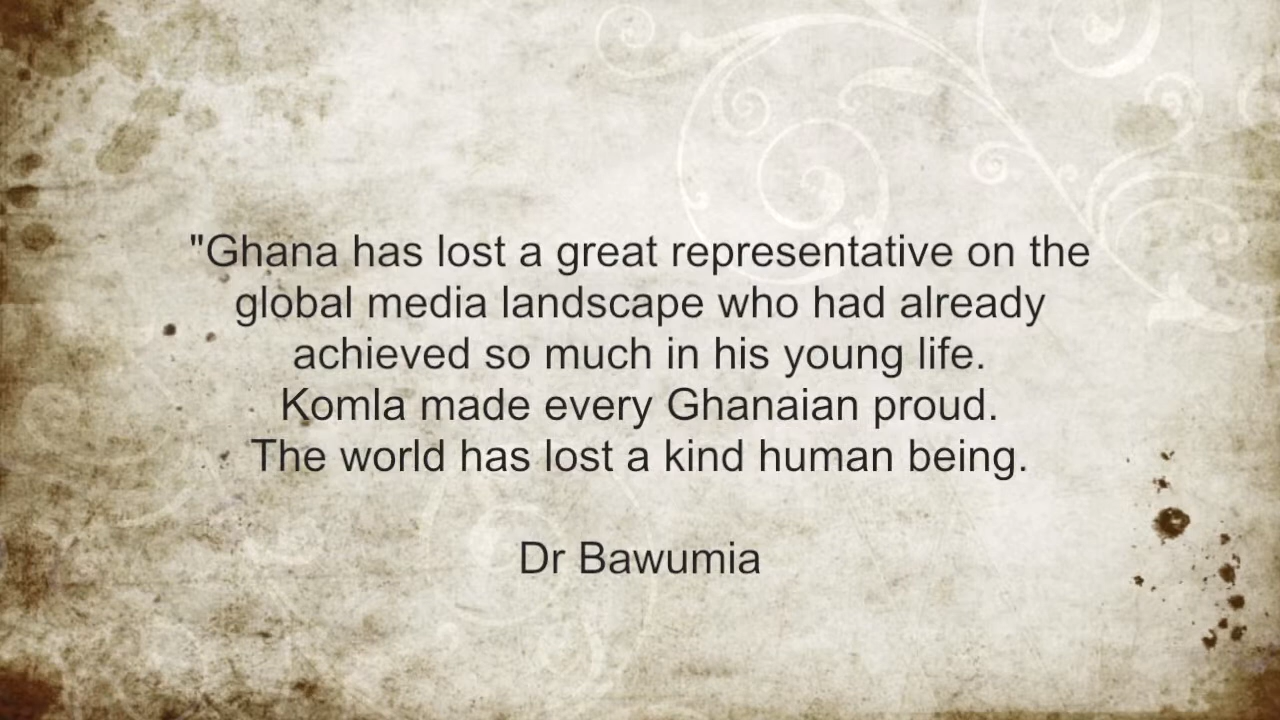 "Ghana has lost a great representative on the
global media landscape who had already
achieved so much in his young life.
Komla made every Ghanaian proud.
The world has lost a kind human being.
Dr Bawumia